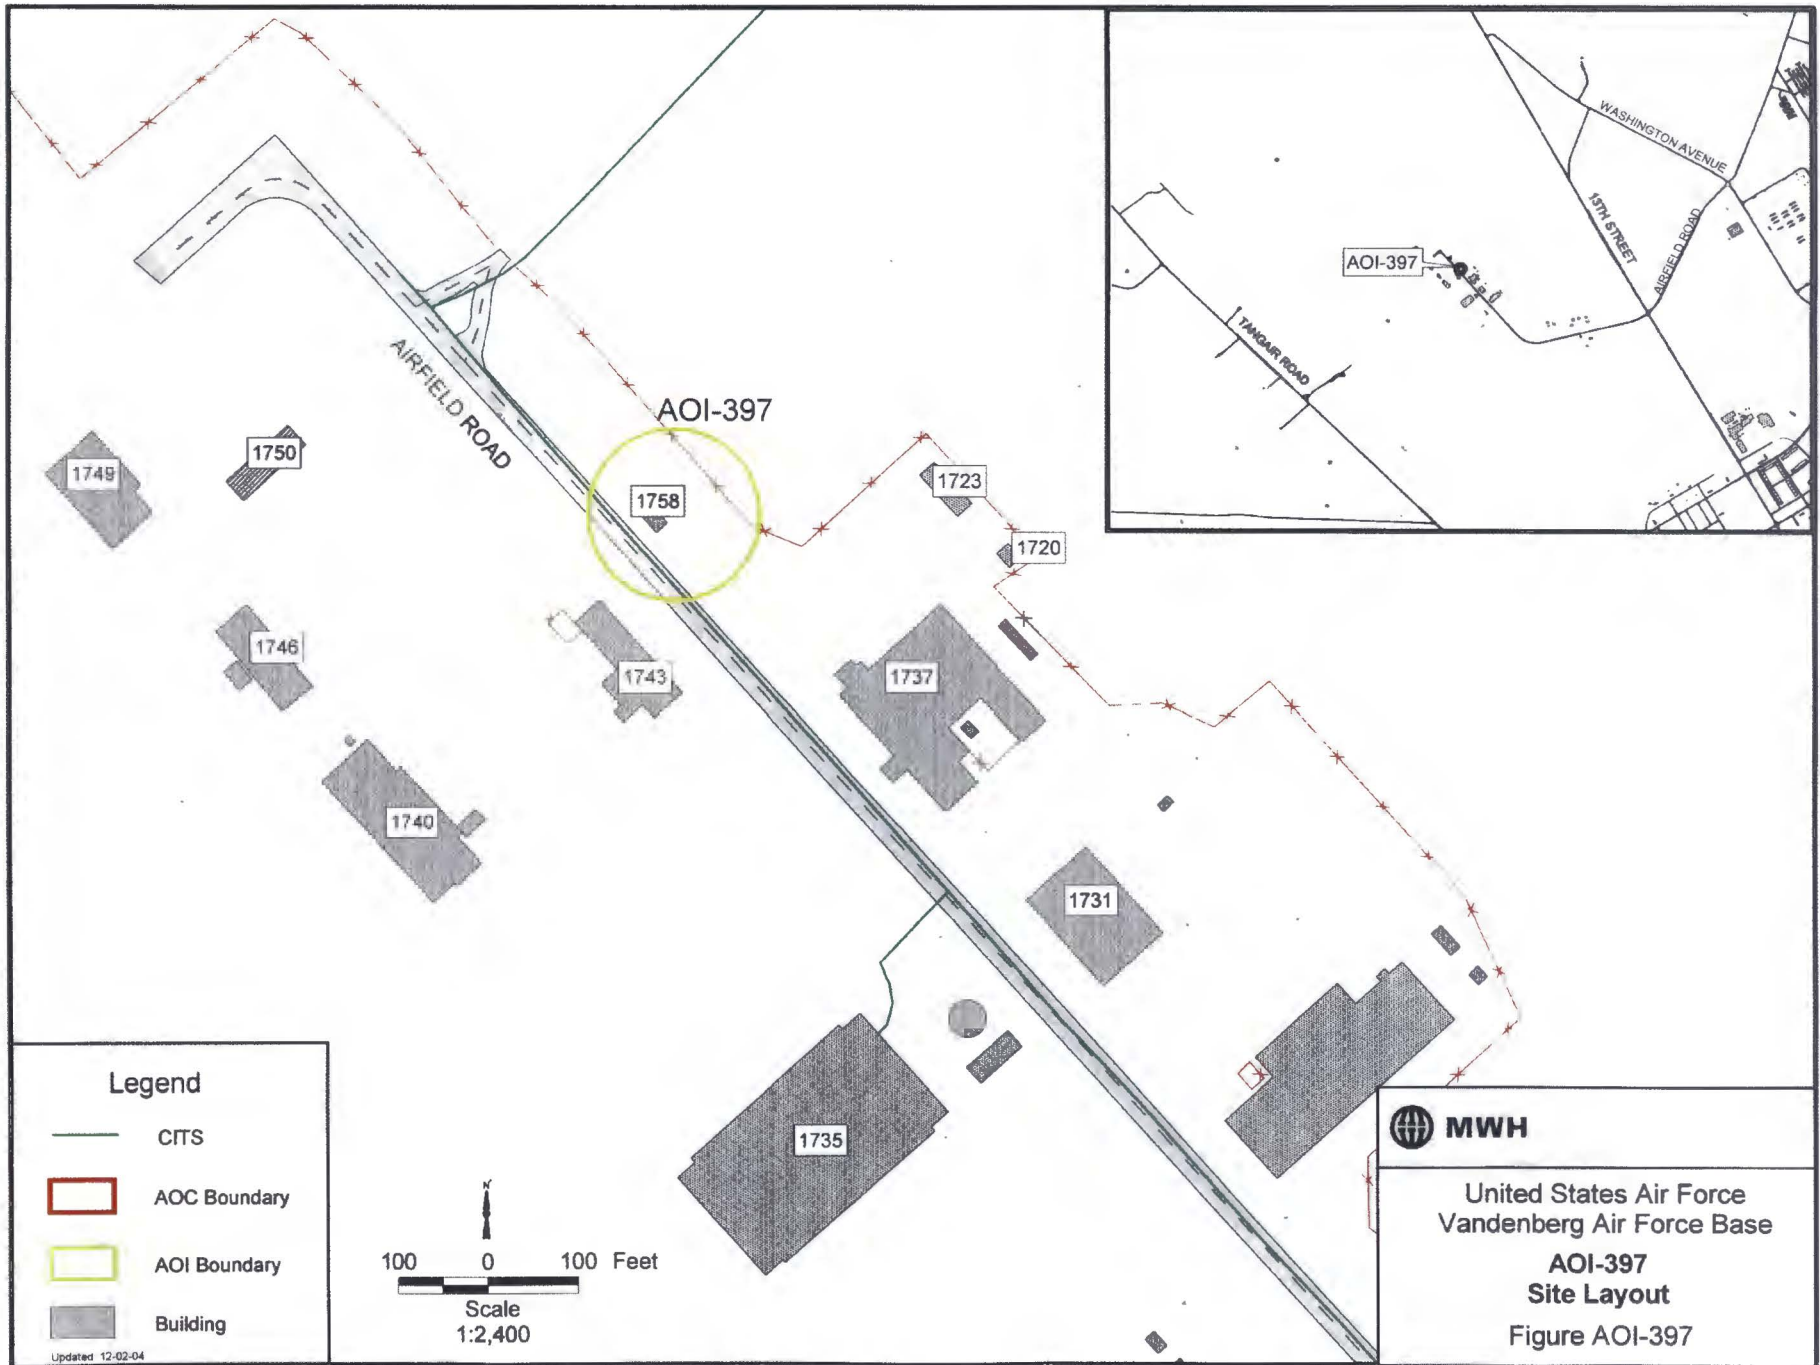 WASHINGTON AVENUE
13TH STREET
AIRFIELD ROAD
AOI-397
TANGAIR ROAD
AIRFIELD ROAD
AOI-397
1749
1750
1758
1723
1720
1746
1743
1737
1740
1731
1735
Legend
CITS
AOC Boundary
AOI Boundary
Building
Updated 12-02-04
N
100 0 100 Feet
Scale
1:2,400
MWH
United States Air Force
Vandenberg Air Force Base
AOI-397
Site Layout
Figure AOI-397